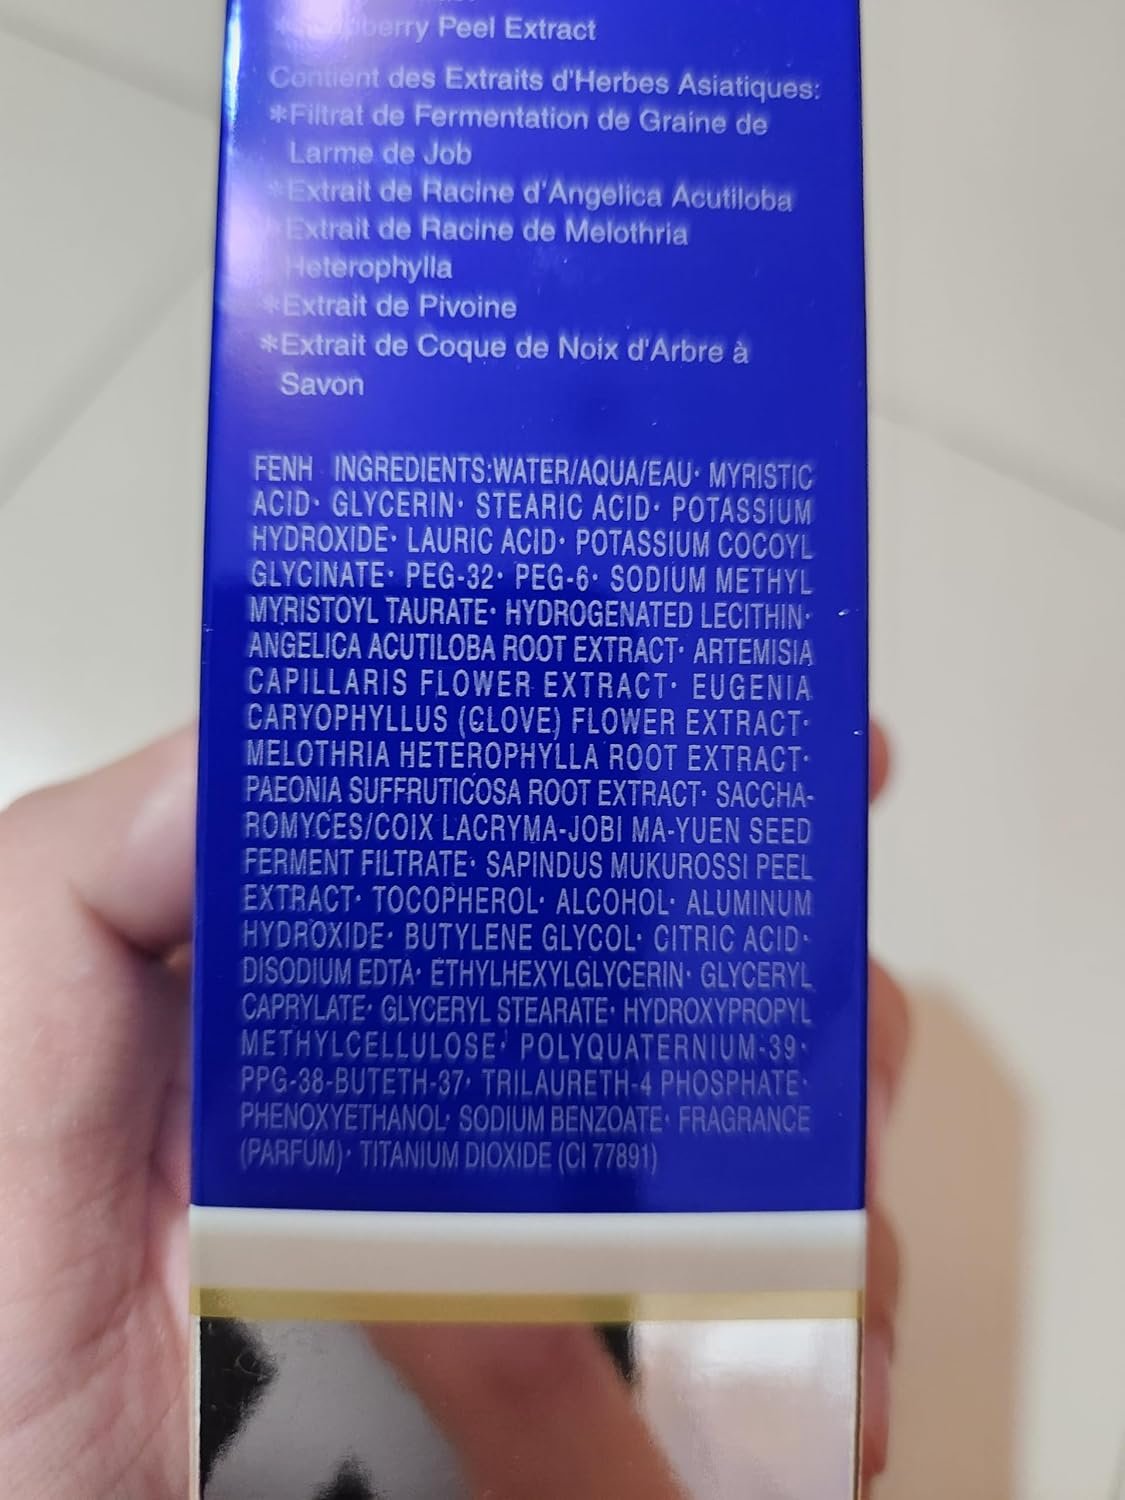 berry Peel Extract
Contient des Extraits d'Herbes Asiatiques:
*Filtrat de Fermentation de Graine de
Larme de Job
*Extrait de Racine d'Angelica Acutiloba
*Extrait de Racine de Melothria
Heterophylla
*Extrait de Pivoine
*Extrait de Coque de Noix d'Arbre à
Savon
FENH INGREDIENTS:WATER/AQUA/EAU· MYRISTIC
ACID· GLYCERIN· STEARIC ACID· POTASSIUM
HYDROXIDE· LAURIC ACID· POTASSIUM COCOYL
GLYCINATE· PEG-32· PEG-6· SODIUM METHYL
MYRISTOYL TAURATE· HYDROGENATED LECITHIN·
ANGELICA ACUTILOBA ROOT EXTRACT· ARTEMISIA
CAPILLARIS FLOWER EXTRACT· EUGENIA
CARYOPHYLLUS (CLOVE) FLOWER EXTRACT·
MELOTHRIA HETEROPHYLLA ROOT EXTRACT·
PAEONIA SUFFRUTICOSA ROOT EXTRACT· SACCHA-
ROMYCES/COIX LACRYMA-JOBI MA-YUEN SEED
FERMENT FILTRATE· SAPINDUS MUKUROSSI PEEL
EXTRACT· TOCOPHEROL· ALCOHOL· ALUMINUM
HYDROXIDE· BUTYLENE GLYCOL· CITRIC ACID·
DISODIUM EDTA· ETHYLHEXYLGLYCERIN· GLYCERYL
CAPRYLATE· GLYCERYL STEARATE· HYDROXYPROPYL
METHYLCELLULOSE· POLYQUATERNIUM-39·
PPG-38-BUTETH-37· TRILAURETH-4 PHOSPHATE·
PHENOXYETHANOL· SODIUM BENZOATE· FRAGRANCE
(PARFUM)· TITANIUM DIOXIDE (CI 77891)